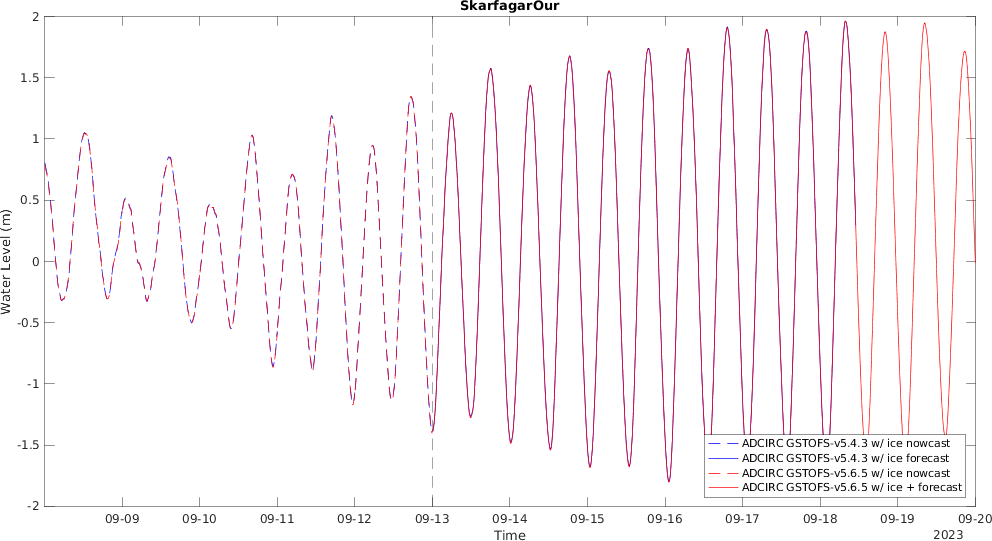 SkarfagarOur
2
1.5
1
0.5
0
-0.5
-1
-1.5
-2
Water Level (m)
09-09 09-10 09-11 09-12 09-13 09-14 09-15 09-16 09-17 09-18 09-19 09-20
Time
2023
ADCIRC GSTOFS-v5.4.3 w/ ice nowcast
ADCIRC GSTOFS-v5.4.3 w/ ice forecast
ADCIRC GSTOFS-v5.6.5 w/ ice nowcast
ADCIRC GSTOFS-v5.6.5 w/ ice + forecast